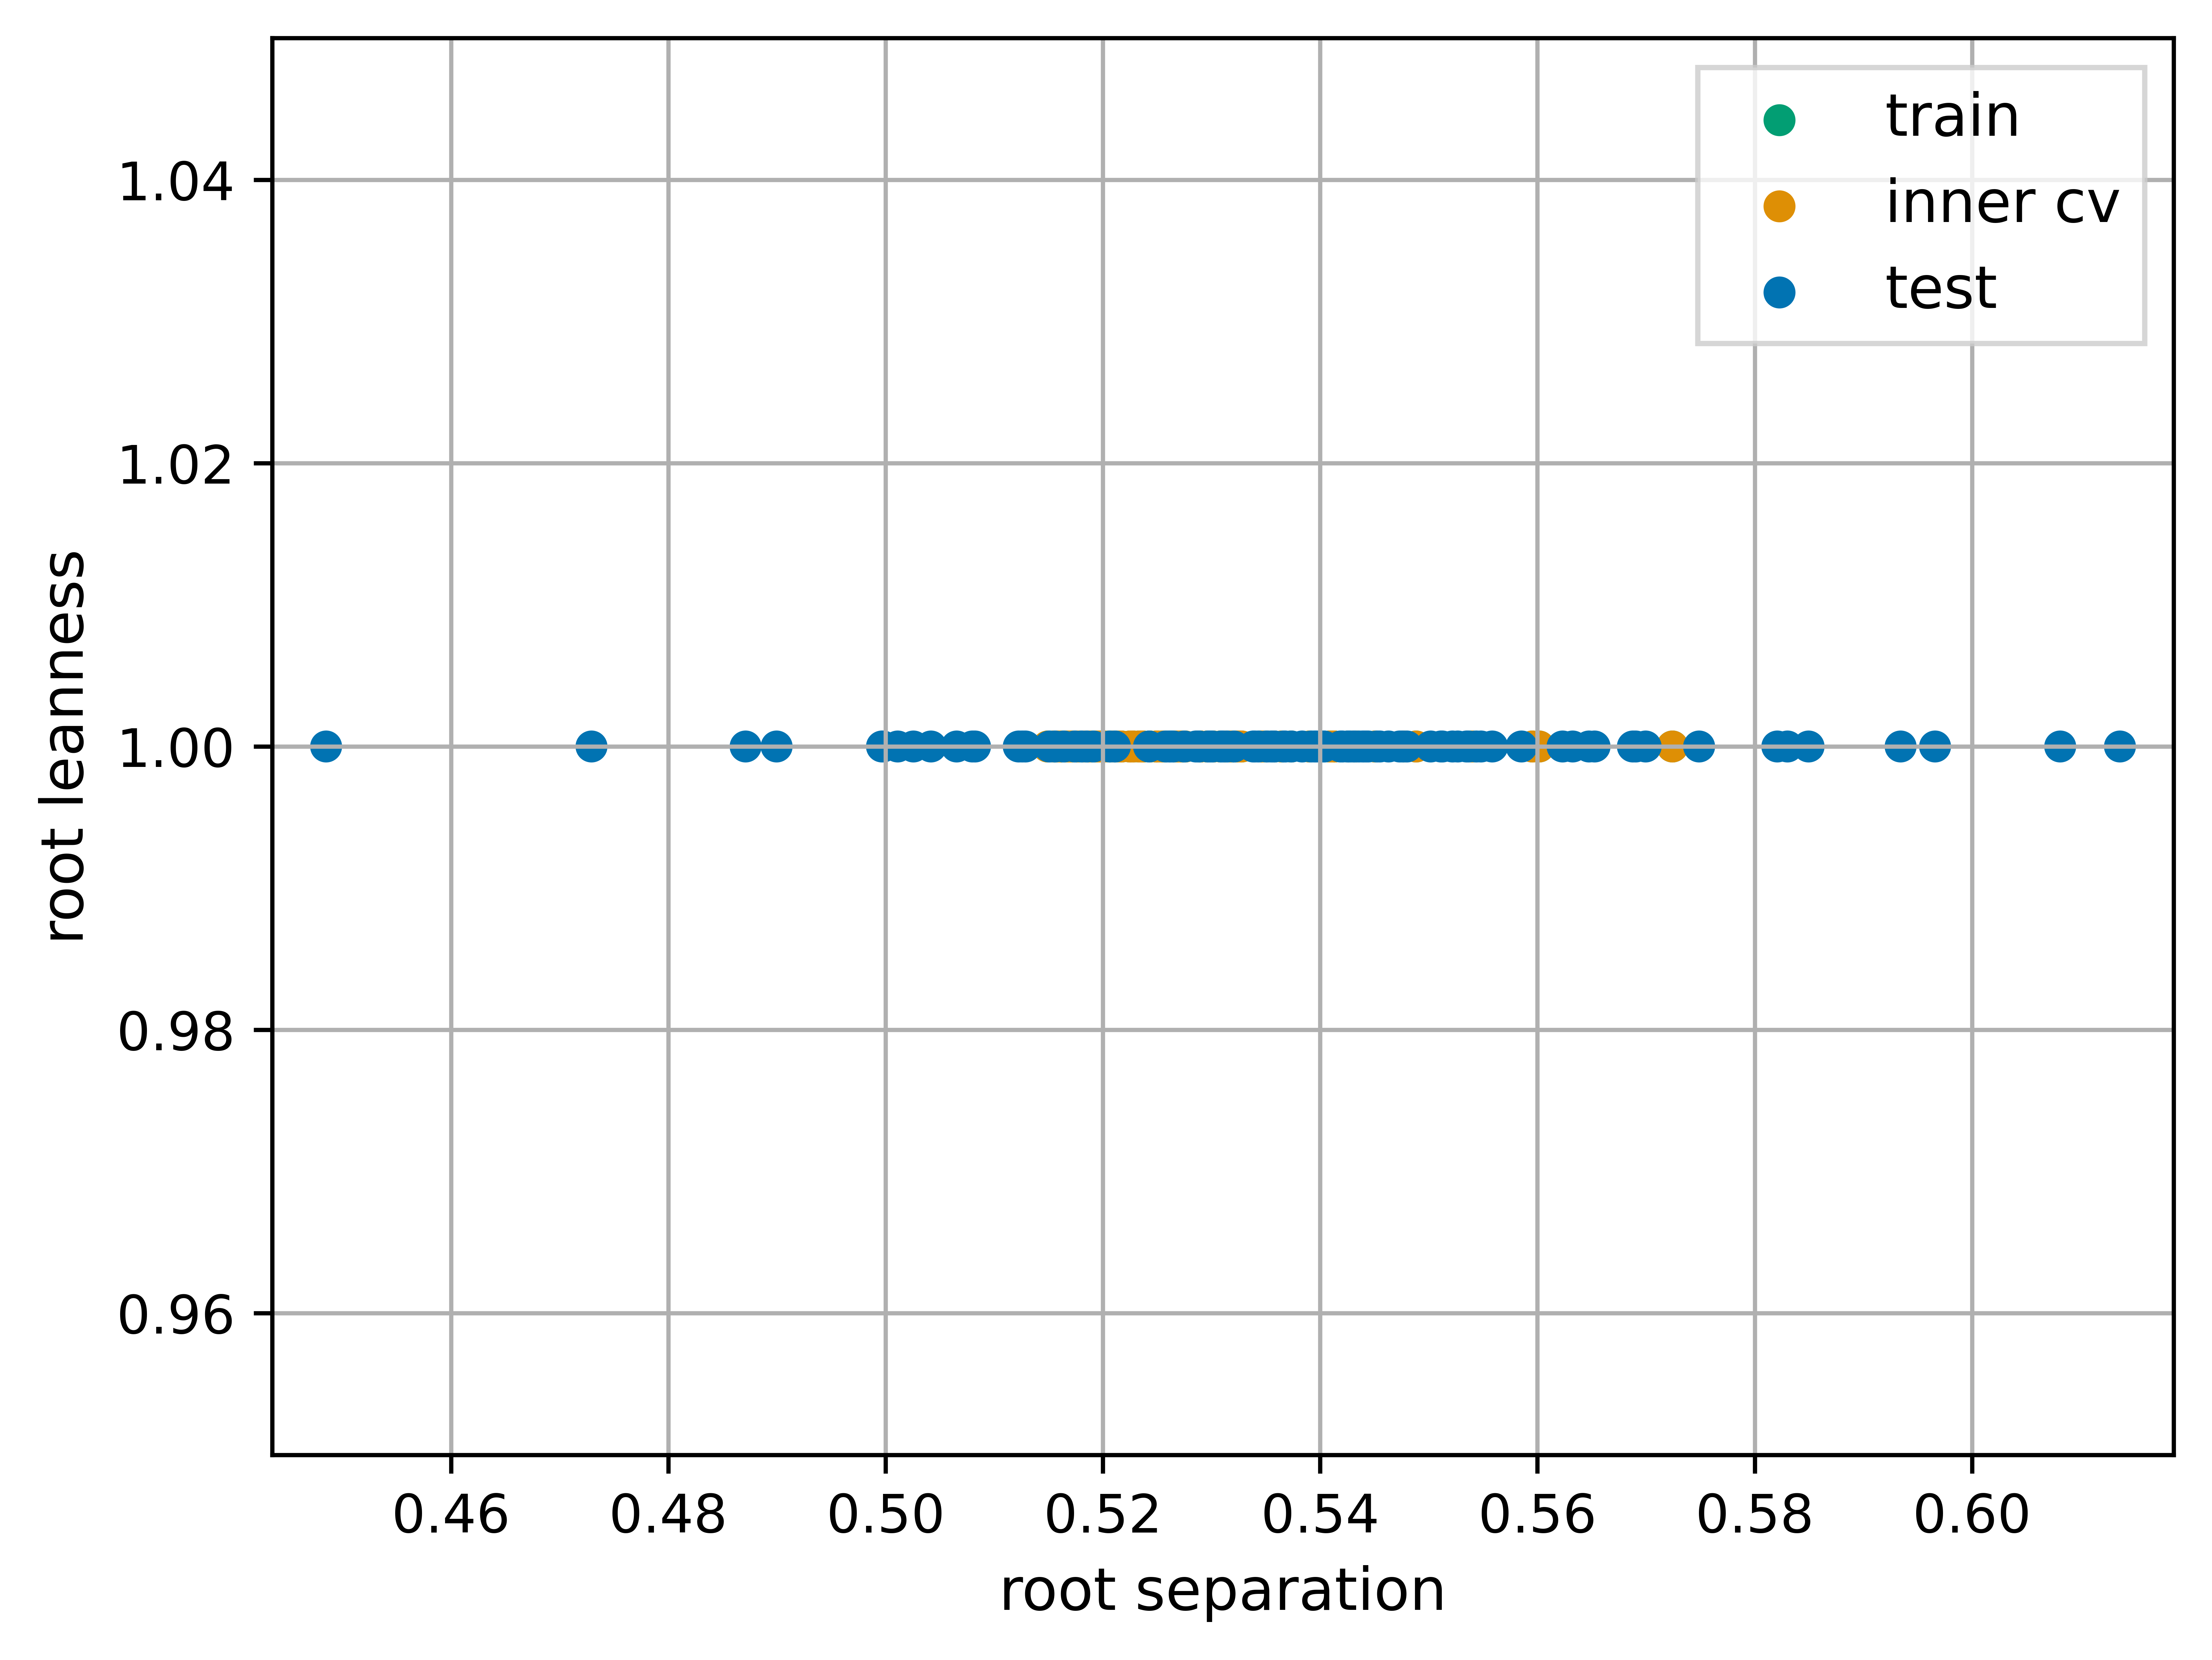 train
inner cv
test
1.04
1.02
1.00
0.98
0.96
root leanness
0.46 0.48 0.50 0.52 0.54 0.56 0.58 0.60
root separation